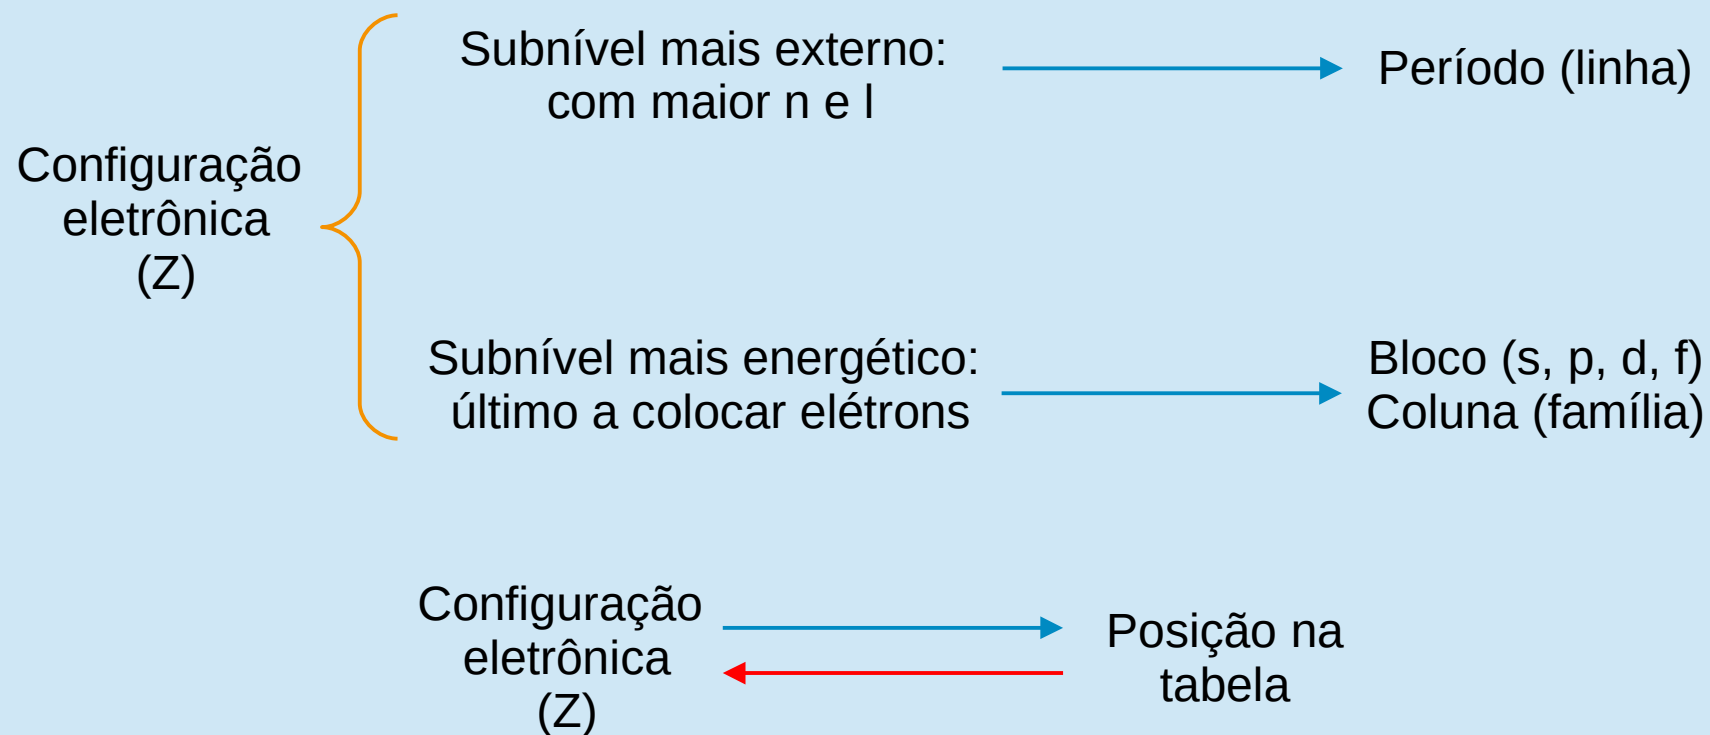 Subnível mais externo:
com maior n e l
Período (linha)
Configuração
eletrônica
(Z)
Subnível mais energético:
último a colocar elétrons
Bloco (s, p, d, f)
Coluna (família)
Configuração
eletrônica
(Z)
Posição na
tabela